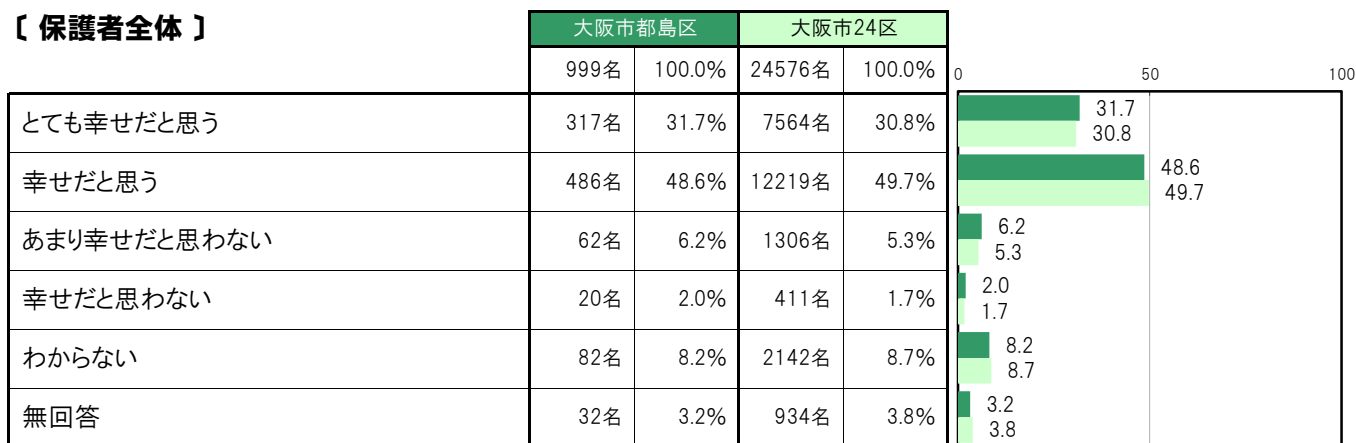 〔 保護者全体 〕
大阪市都島区 大阪市24区
999名 100.0% 24576名 100.0% 0 50 100
とても幸せだと思う 317名 31.7% 7564名 30.8% 31.7
30.8
幸せだと思う 486名 48.6% 12219名 49.7% 48.6
49.7
あまり幸せだと思わない 62名 6.2% 1306名 5.3% 6.2
5.3
幸せだと思わない 20名 2.0% 411名 1.7% 2.0
1.7
わからない 82名 8.2% 2142名 8.7% 8.2
8.7
無回答 32名 3.2% 934名 3.8% 3.2
3.8